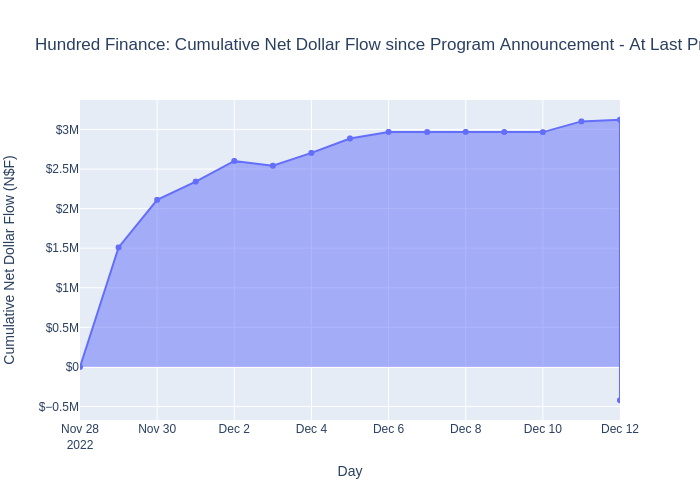 Hundred Finance: Cumulative Net Dollar Flow since Program Announcement - At Last
Cumulative Net Dollar Flow (N$F)
$3M
$2.5M
$2M
$1.5M
$1M
$0.5M
$0
$−0.5M
Nov 28 Nov 30 Dec 2 Dec 4 Dec 6 Dec 8 Dec 10 Dec 12
2022
Day